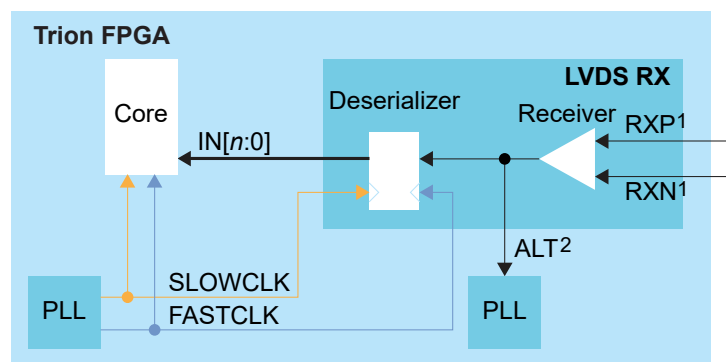 Trion FPGA
LVDS RX
Deserializer
Core
Receiver
RXP1
IN[n:0]
RXN1
ALT2
SLOWCLK
PLL
PLL
FASTCLK